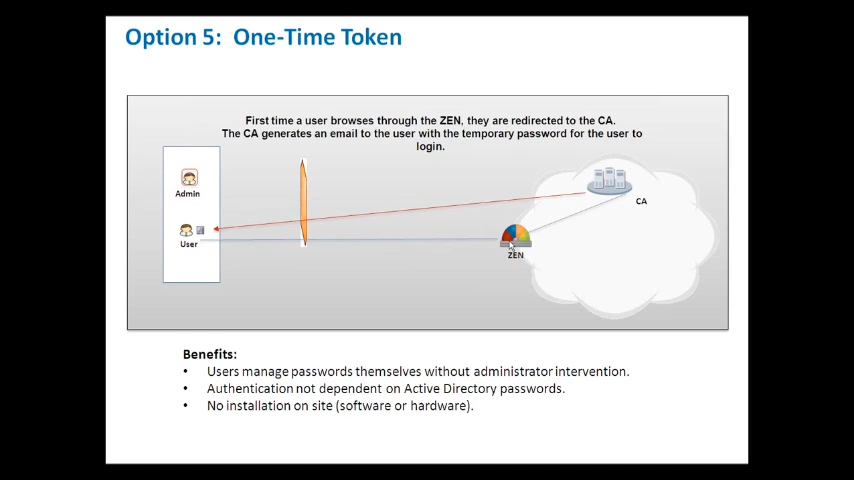 Option 5: One-Time Token
First time a user browses through the ZEN, they are redirected to the CA.
The CA generates an email to the user with the temporary password for the user to
login.
Admin
CA
User
ZEN
Benefits:
• Users manage passwords themselves without administrator intervention.
• Authentication not dependent on Active Directory passwords.
• No installation on site (software or hardware).